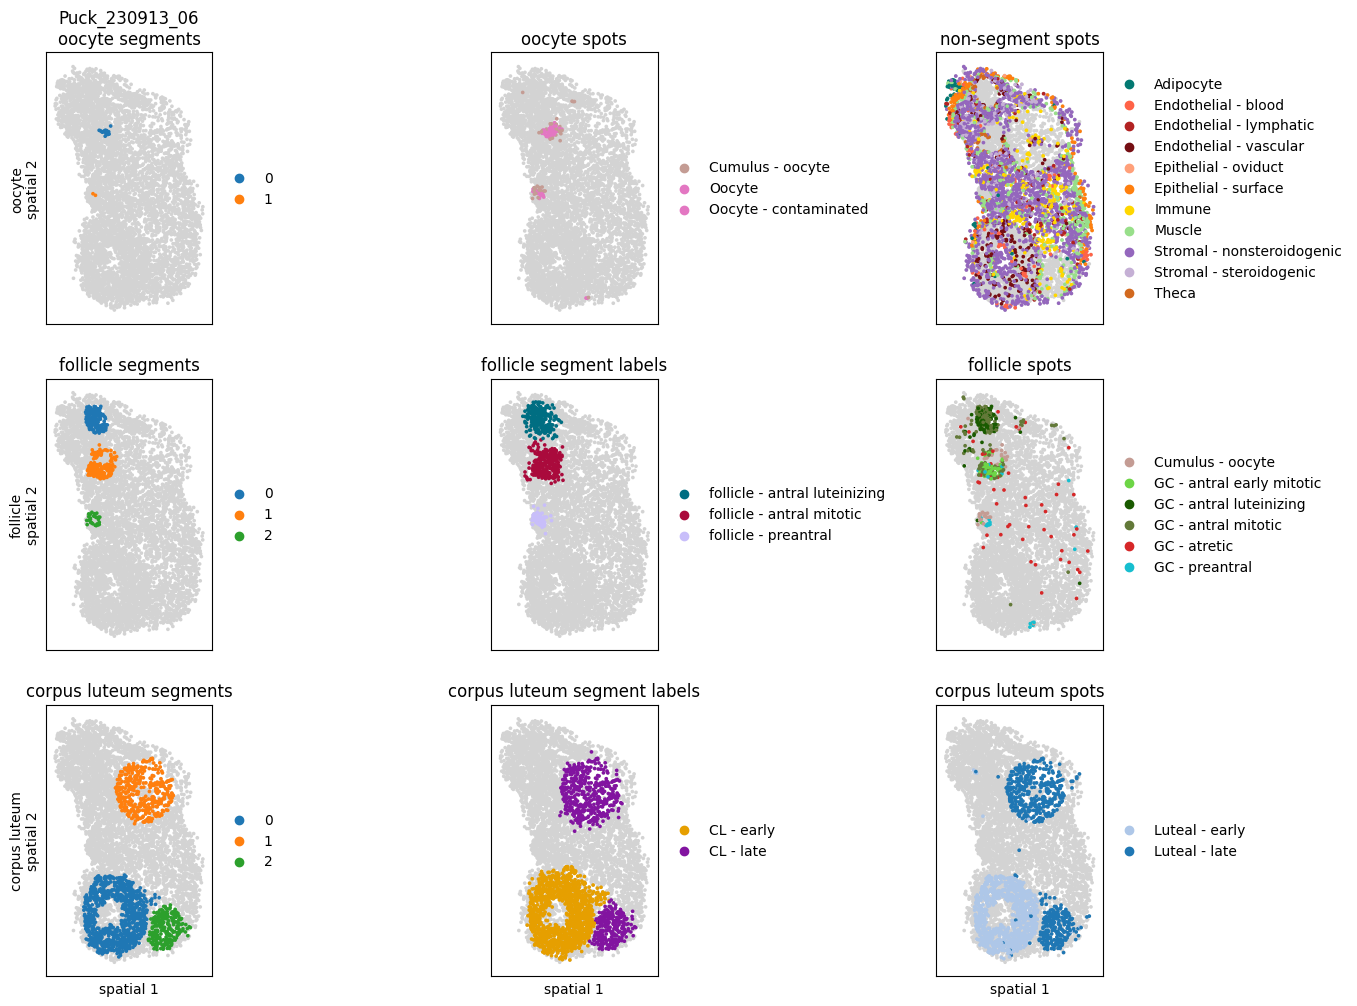 Puck_230913_06
oocyte segments
oocyte spots
non-segment spots
oocyte
spatial 2
0
1
Cumulus - oocyte
Oocyte
Oocyte - contaminated
Adipocyte
Endothelial - blood
Endothelial - lymphatic
Endothelial - vascular
Epithelial - oviduct
Epithelial - surface
Immune
Muscle
Stromal - nonsteroidogenic
Stromal - steroidogenic
Theca
follicle segments
follicle segment labels
follicle spots
follicle
spatial 2
0
1
2
follicle - antral luteinizing
follicle - antral mitotic
follicle - preantral
Cumulus - oocyte
GC - antral early mitotic
GC - antral luteinizing
GC - antral mitotic
GC - atretic
GC - preantral
corpus luteum segments
corpus luteum segment labels
corpus luteum spots
corpus luteum
spatial 2
0
1
2
CL - early
CL - late
Luteal - early
Luteal - late
spatial 1
spatial 1
spatial 1